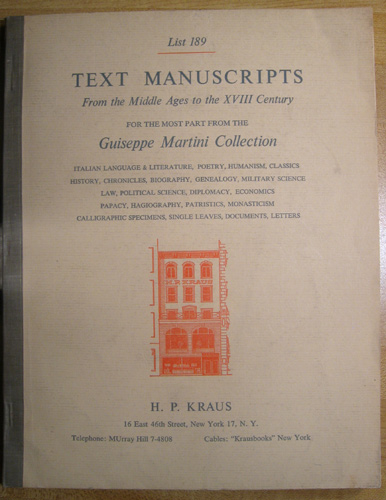 List 189
TEXT MANUSCRIPTS
From the Middle Ages to the XVIII Century
FOR THE MOST PART FROM THE
Guiseppe Martini Collection
ITALIAN LANGUAGE & LITERATURE, POETRY, HUMANISM, CLASSICS
HISTORY, CHRONICLES, BIOGRAPHY, GENEALOGY, MILITARY SCIENCE
LAW, POLITICAL SCIENCE, DIPLOMACY, ECONOMICS
PAPACY, HAGIOGRAPHY, PATRISTICS, MONASTICISM
CALLIGRAPHIC SPECIMENS, SINGLE LEAVES, DOCUMENTS, LETTERS
H. P. KRAUS
16 East 46th Street, New York 17, N. Y.
Telephone: MUrray Hill 7-4808 Cables: "Krausbooks" New York